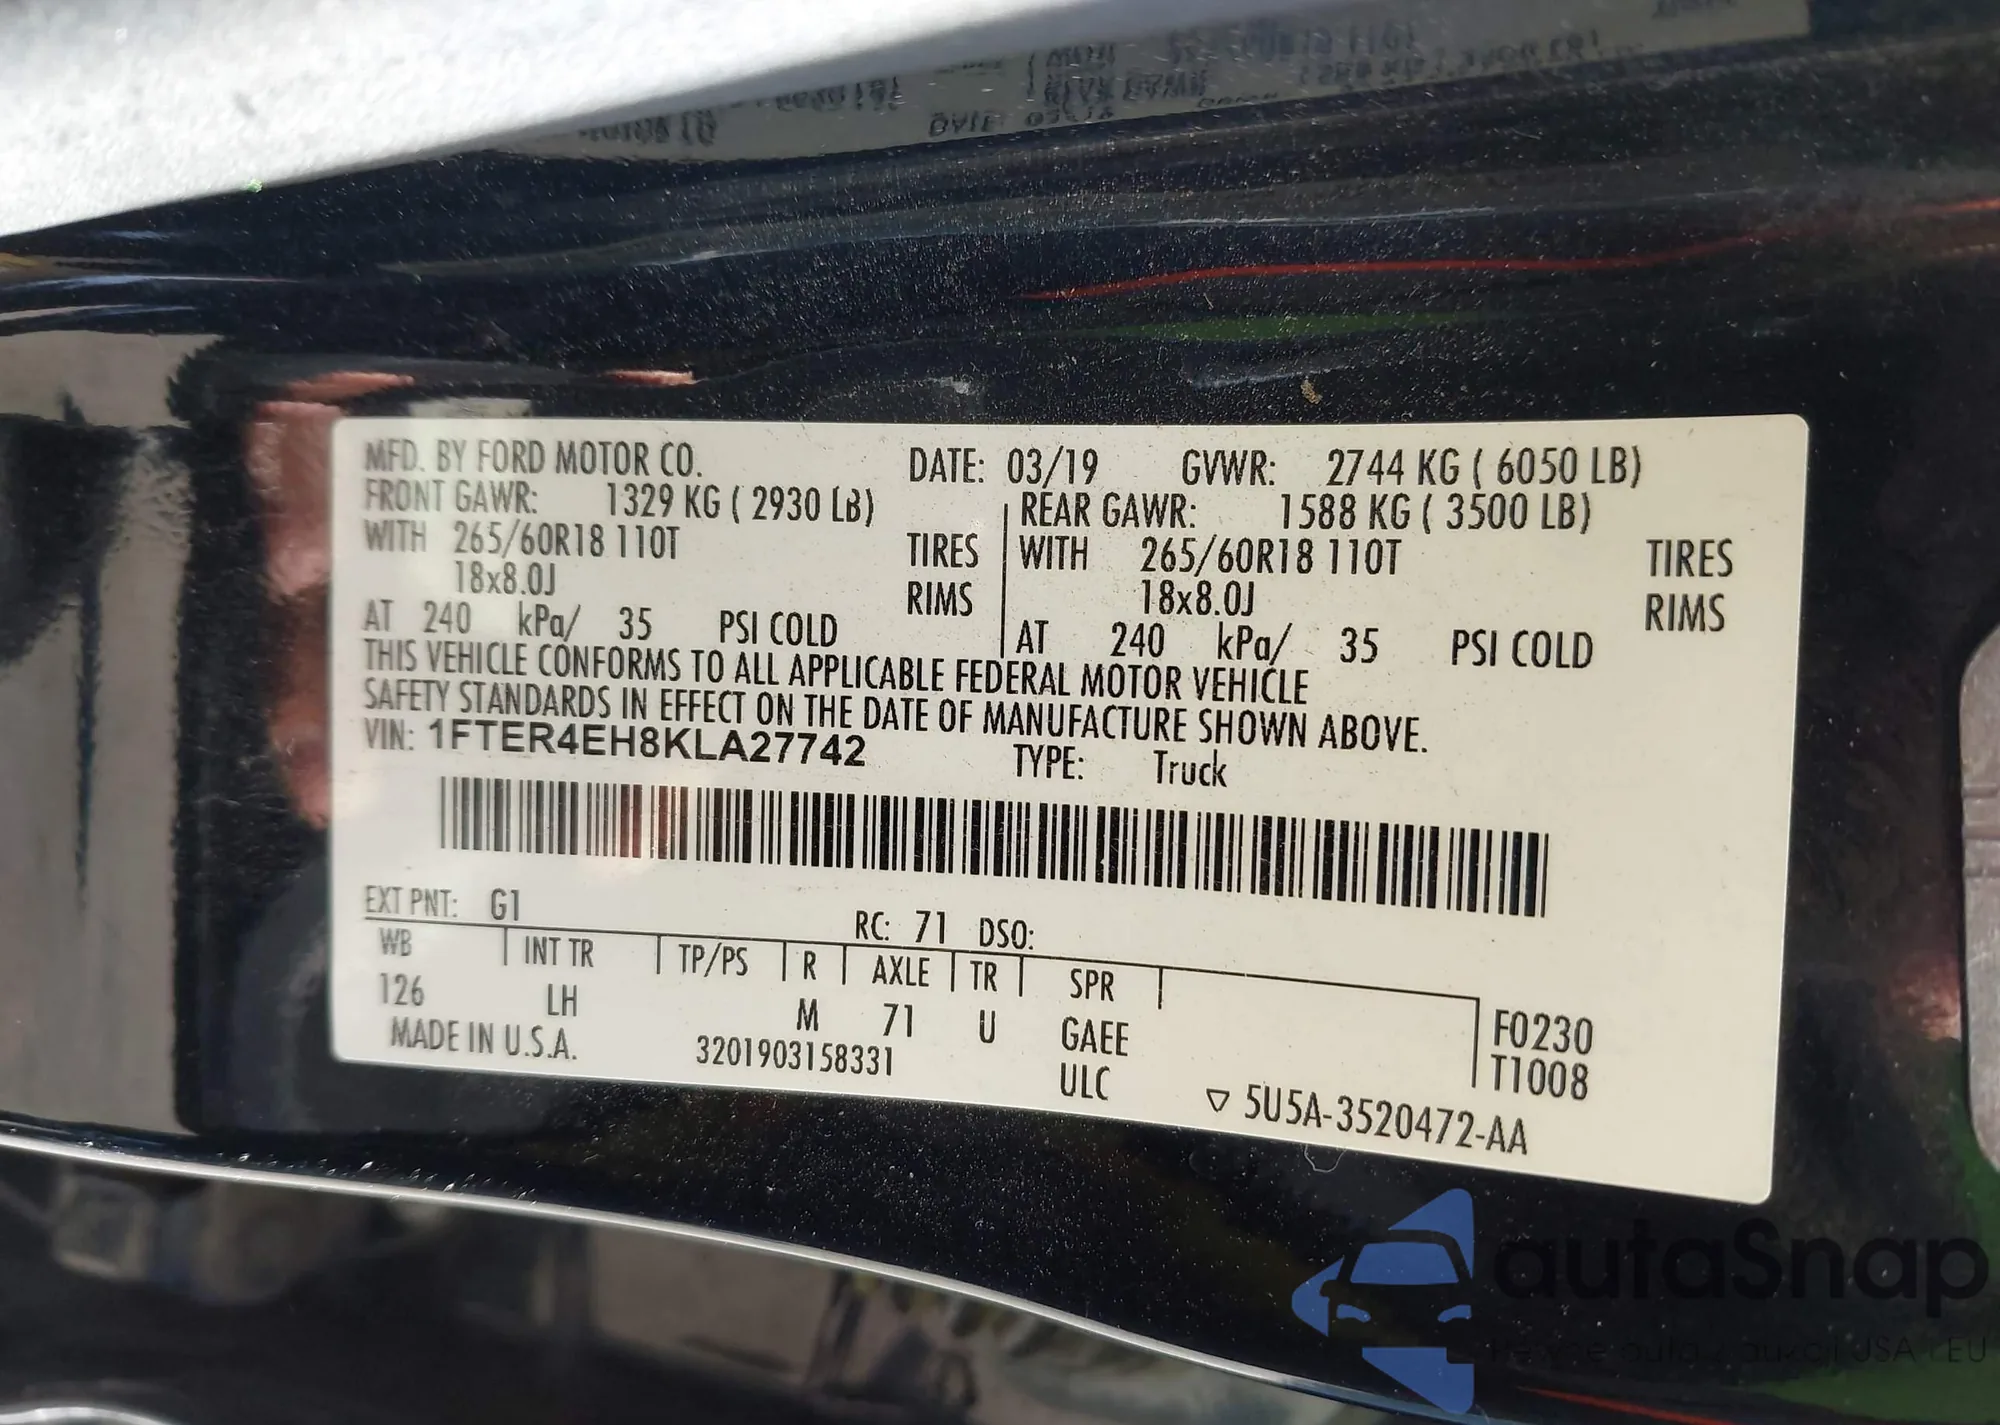 MFD. BY FORD MOTOR CO. DATE: 03/19 GVWR: 2744 KG ( 6050 LB)
FRONT GAWR: 1329 KG ( 2930 LB) REAR GAWR: 1588 KG ( 3500 LB)
WITH 265/60R18 110T TIRES WITH 265/60R18 110T TIRES
18x8.0J RIMS 18x8.0J RIMS
AT 240 kPa/ 35 PSI COLD AT 240 kPa/ 35 PSI COLD
THIS VEHICLE CONFORMS TO ALL APPLICABLE FEDERAL MOTOR VEHICLE
SAFETY STANDARDS IN EFFECT ON THE DATE OF MANUFACTURE SHOWN ABOVE.
VIN: 1FTER4EH8KLA27742 TYPE: Truck
EXT PNT: G1 RC: 71 DSO:
WB INT TR TP/PS R AXLE TR SPR
126 LH M 71 U GAEE F0230
MADE IN U.S.A. 3201903158331 ULC T1008
▽ 5U5A-3520472-AA
autaSnap
auta z aukcji USA i EU